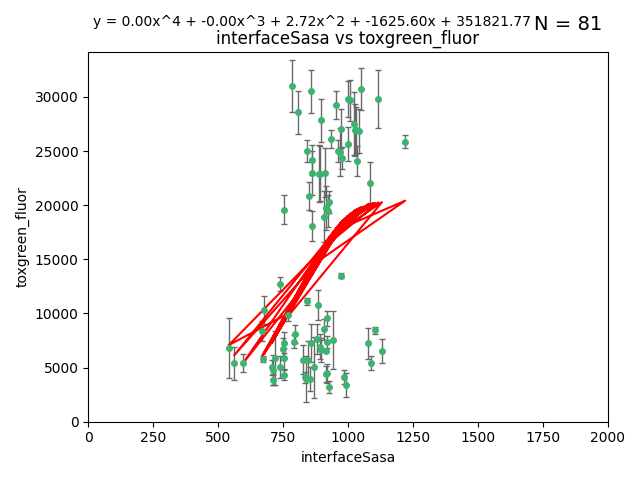 y = 0.00x^4 + -0.00x^3 + 2.72x^2 + -1625.60x + 351821.77 N = 81
interfaceSasa vs toxgreen_fluor
30000
25000
20000
15000
10000
5000
0
toxgreen_fluor
0 250 500 750 1000 1250 1500 1750 2000
interfaceSasa